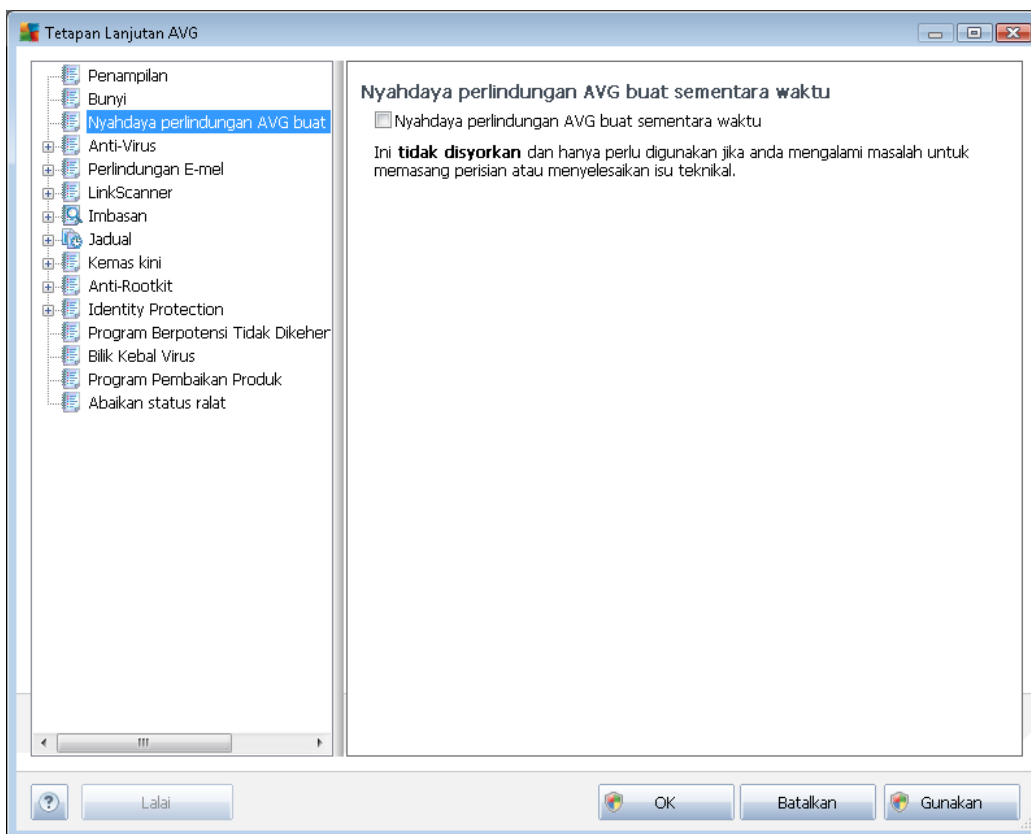 Tetapan Lanjutan AVG
Penampilan
Bunyi
Nyahdaya perlindungan AVG buat
Anti-Virus
Perlindungan E-mel
LinkScanner
Imbasan
Jadual
Kemas kini
Anti-Rootkit
Identity Protection
Program Berpotensi Tidak Dikehen
Bilik Kebal Virus
Program Pembaikan Produk
Abaikan status ralat
Nyahdaya perlindungan AVG buat sementara waktu
Nyahdaya perlindungan AVG buat sementara waktu
Ini tidak disyorkan dan hanya perlu digunakan jika anda mengalami masalah untuk
memasang perisian atau menyelesaikan isu teknikal.
Lalai
OK
Batalkan
Gunakan